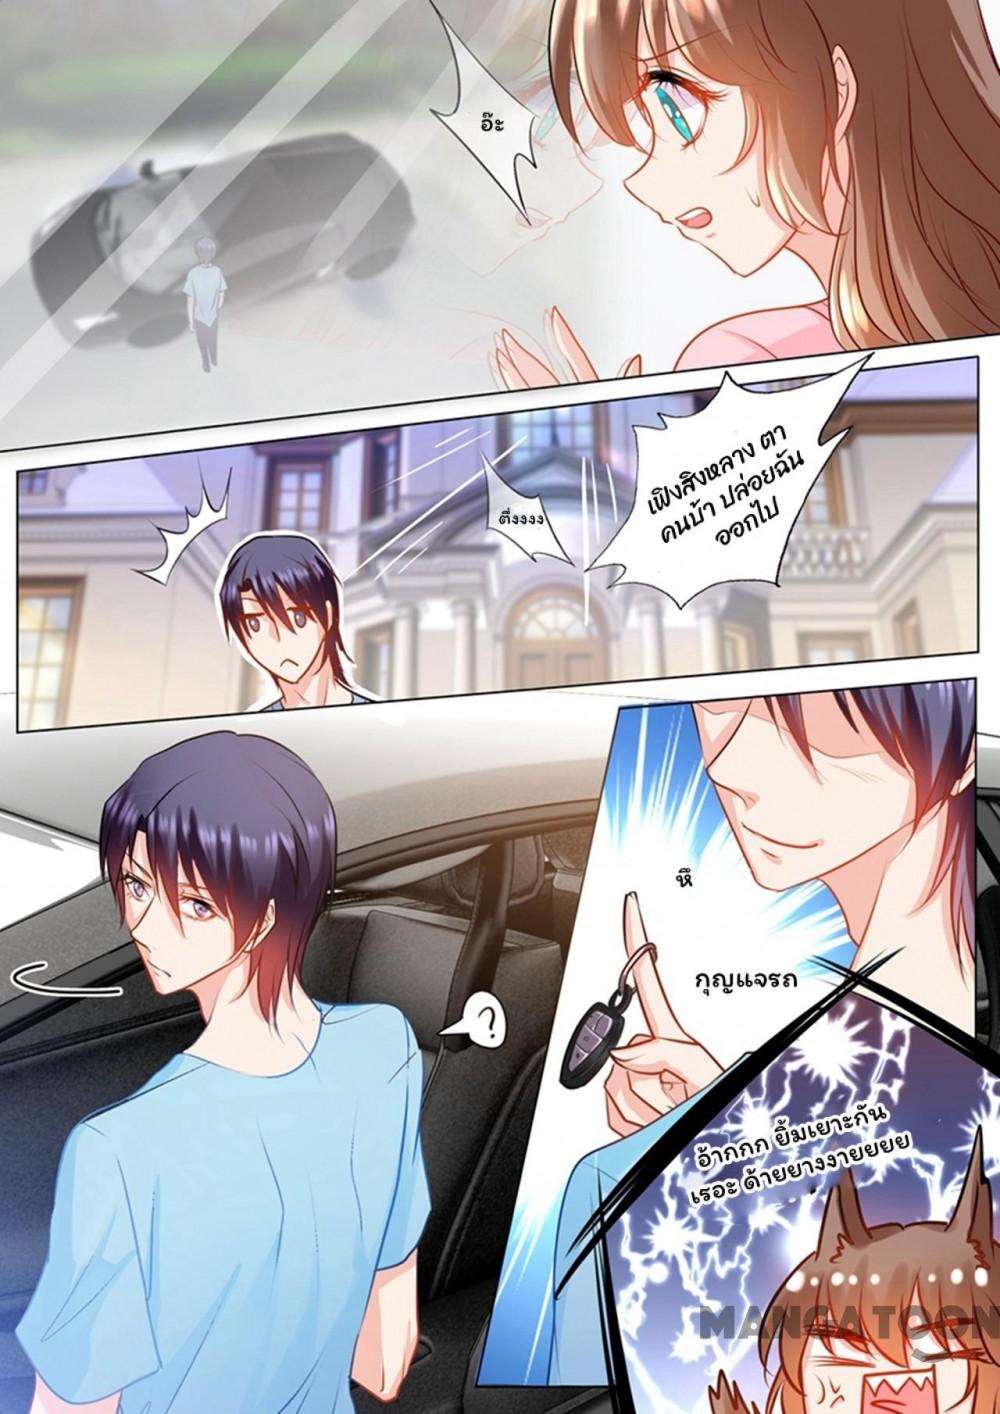 อ๊ะ
เฟิงสิงหลาง ตา
คนบ้า ปล่อยฉัน
ออกไป
ตึ่งงงง
?
หึ
กุญแจรถ
อ้ากกก ยิ้มเยาะกัน
เรอะ ด้ายยางงายยยย
MANGATOON